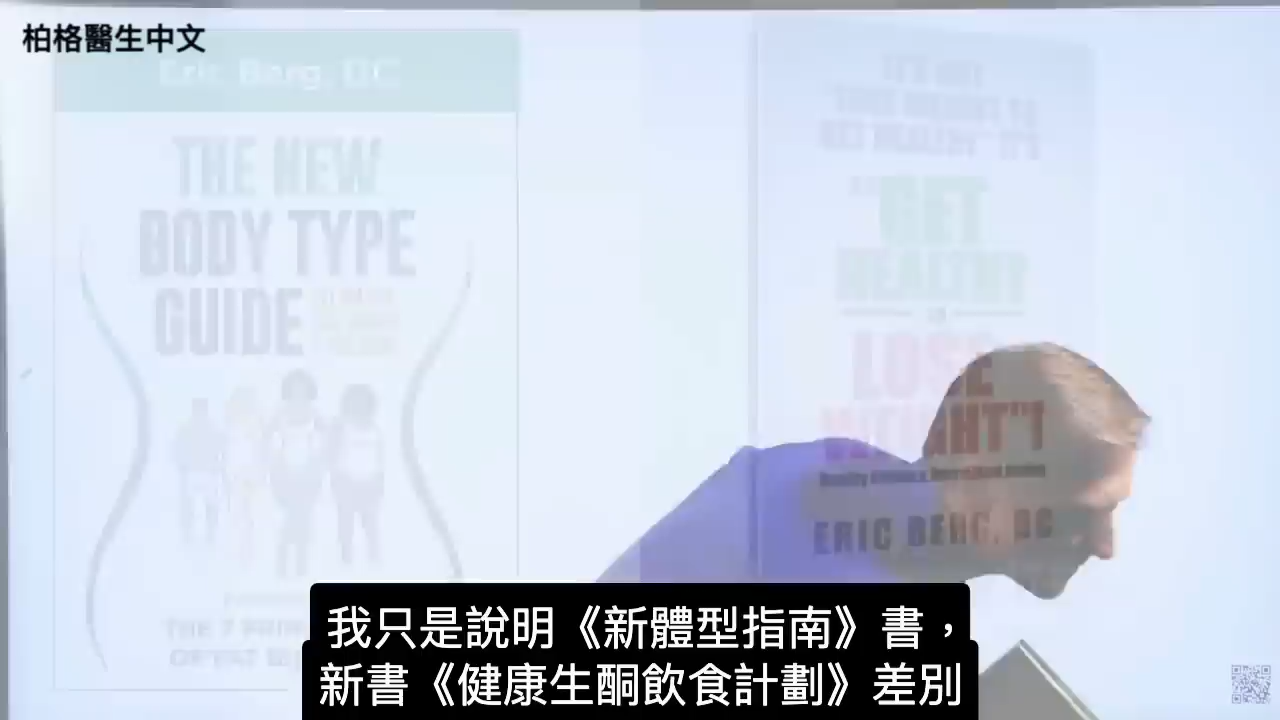 柏格醫生中文
Eric Berg, DC
THE NEW
BODY TYPE
GUIDE
IT'S NOT
"LOSE WEIGHT TO
GET HEALTHY" IT'S
"GET
HEALTHY
TO
LOSE
WEIGHT"!
ERIC BERG, DC
我只是說明《新體型指南》書，
新書《健康生酮飲食計劃》差別